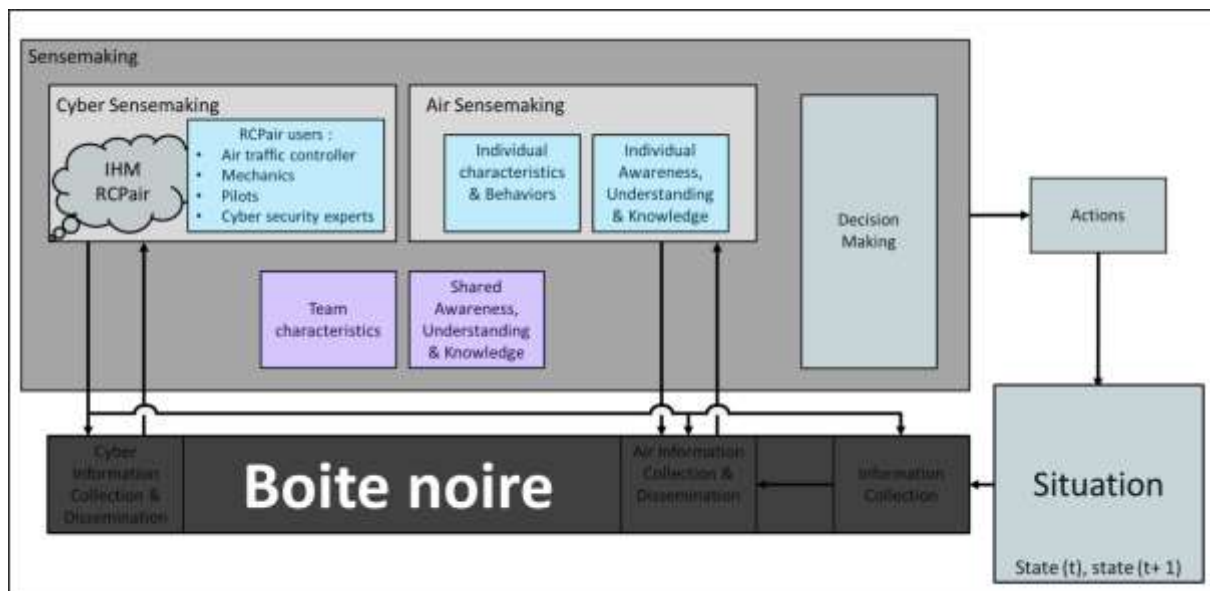 Sensemaking
Cyber Sensemaking
IHM
RCPair
RCPair users :
• Air traffic controller
• Mechanics
• Pilots
• Cyber security experts
Air Sensemaking
Individual
characteristics
& Behaviors
Individual
Awareness,
Understanding
& Knowledge
Decision
Making
Actions
Team
characteristics
Shared
Awareness,
Understanding
& Knowledge
Cyber
Information
Collection &
Dissemination
Boite noire
Air Information
Collection &
Dissemination
Information
Collection
Situation
State (t), state (t+ 1)